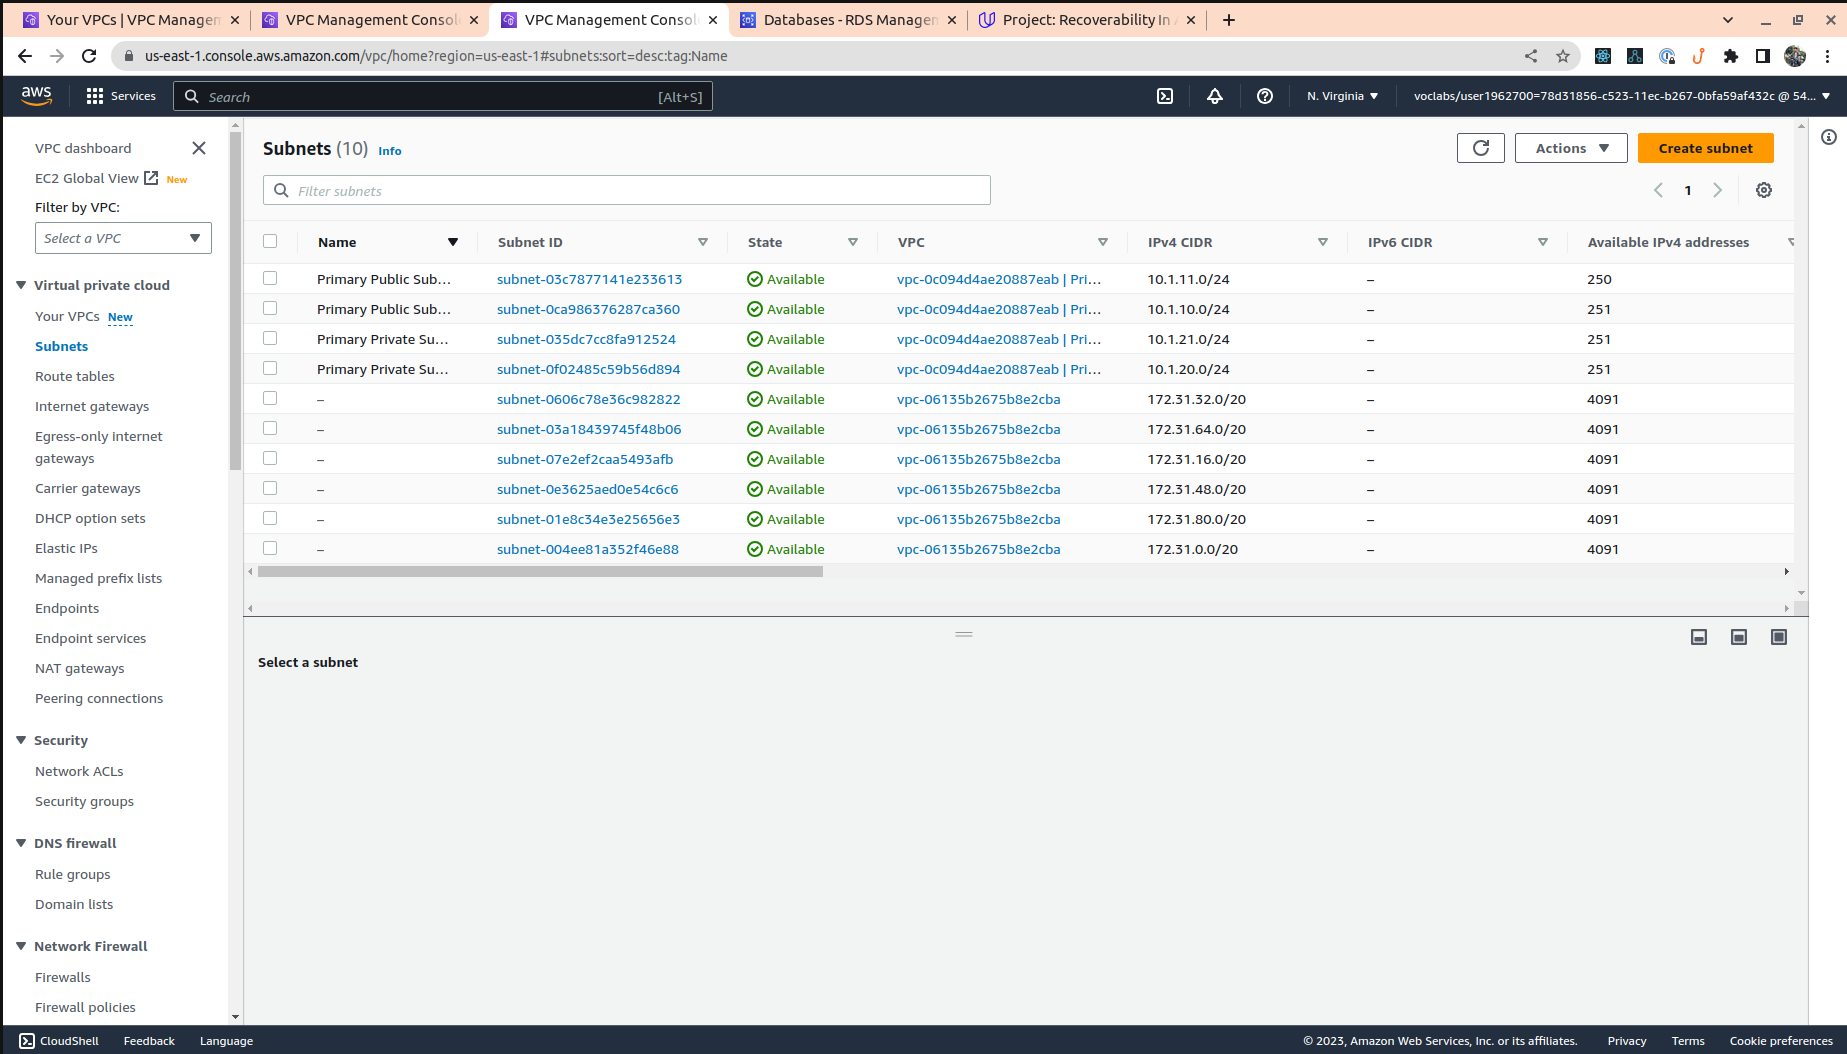 Your VPCs | VPC Managem
VPC Management Consol
VPC Management Consol
Databases - RDS Managem
Project: Recoverability In A
us-east-1.console.aws.amazon.com/vpc/home?region=us-east-1#subnets:sort=desc:tag:Name
aws
Services
Search
[Alt+S]
N. Virginia
voclabs/user1962700=78d31856-c523-11ec-b267-0bfa59af432c @ 54...
VPC dashboard
EC2 Global View New
Filter by VPC:
Select a VPC
Virtual private cloud
Your VPCs New
Subnets
Route tables
Internet gateways
Egress-only internet
gateways
Carrier gateways
DHCP option sets
Elastic IPs
Managed prefix lists
Endpoints
Endpoint services
NAT gateways
Peering connections
Security
Network ACLs
Security groups
DNS firewall
Rule groups
Domain lists
Network Firewall
Firewalls
Firewall policies
Subnets (10) Info
Actions
Create subnet
Filter subnets
1
Name Subnet ID State VPC IPv4 CIDR IPv6 CIDR Available IPv4 addresses
Primary Public Sub... subnet-03c7877141e233613 Available vpc-0c094d4ae20887eab | Pri... 10.1.11.0/24 – 250
Primary Public Sub... subnet-0ca986376287ca360 Available vpc-0c094d4ae20887eab | Pri... 10.1.10.0/24 – 251
Primary Private Su... subnet-035dc7cc8fa912524 Available vpc-0c094d4ae20887eab | Pri... 10.1.21.0/24 – 251
Primary Private Su... subnet-0f02485c59b56d894 Available vpc-0c094d4ae20887eab | Pri... 10.1.20.0/24 – 251
– subnet-0606c78e36c982822 Available vpc-06135b2675b8e2cba 172.31.32.0/20 – 4091
– subnet-03a18439745f48b06 Available vpc-06135b2675b8e2cba 172.31.64.0/20 – 4091
– subnet-07e2ef2caa5493afb Available vpc-06135b2675b8e2cba 172.31.16.0/20 – 4091
– subnet-0e3625aed0e54c6c6 Available vpc-06135b2675b8e2cba 172.31.48.0/20 – 4091
– subnet-01e8c34e3e25656e3 Available vpc-06135b2675b8e2cba 172.31.80.0/20 – 4091
– subnet-004ee81a352f46e88 Available vpc-06135b2675b8e2cba 172.31.0.0/20 – 4091
Select a subnet
CloudShell Feedback Language © 2023, Amazon Web Services, Inc. or its affiliates. Privacy Terms Cookie preferences